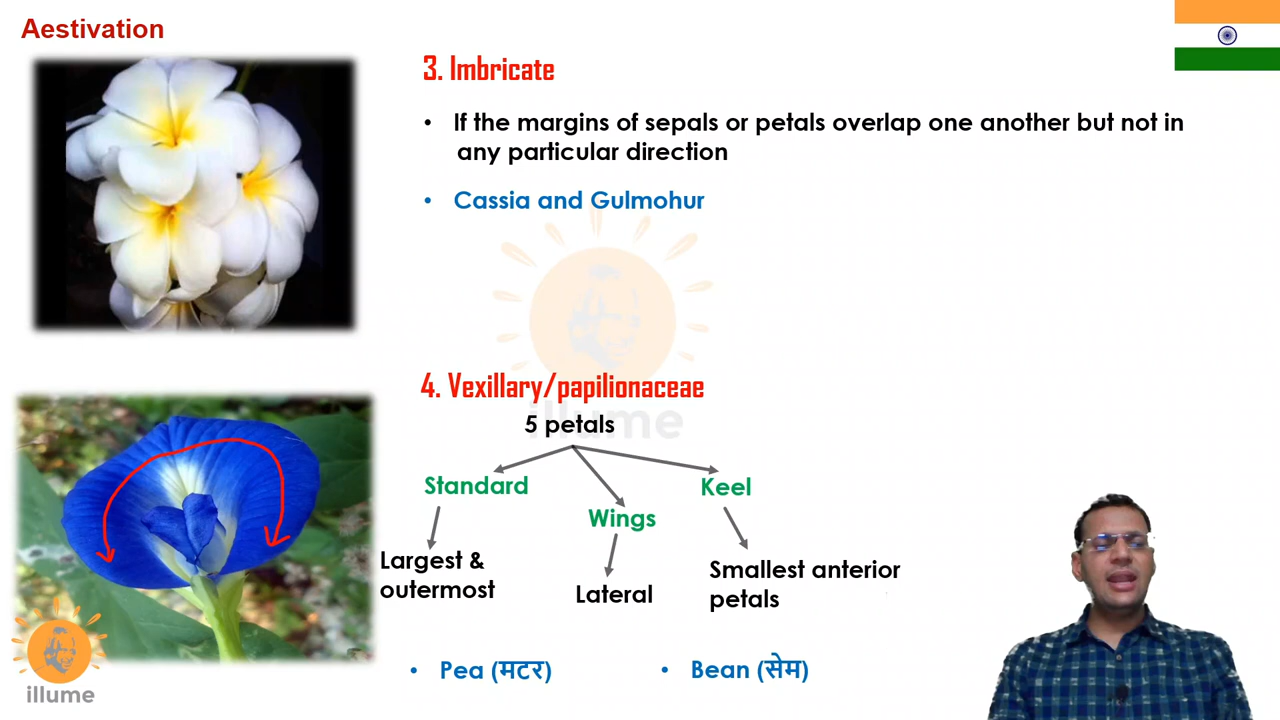 Aestivation
3. Imbricate
• If the margins of sepals or petals overlap one another but not in
any particular direction
• Cassia and Gulmohur
4. Vexillary/papilionaceae
illume
5 petals
Standard
Wings
Keel
Largest &
outermost
Lateral
Smallest anterior
petals
• Pea (मटर)
• Bean (सेम)
illume